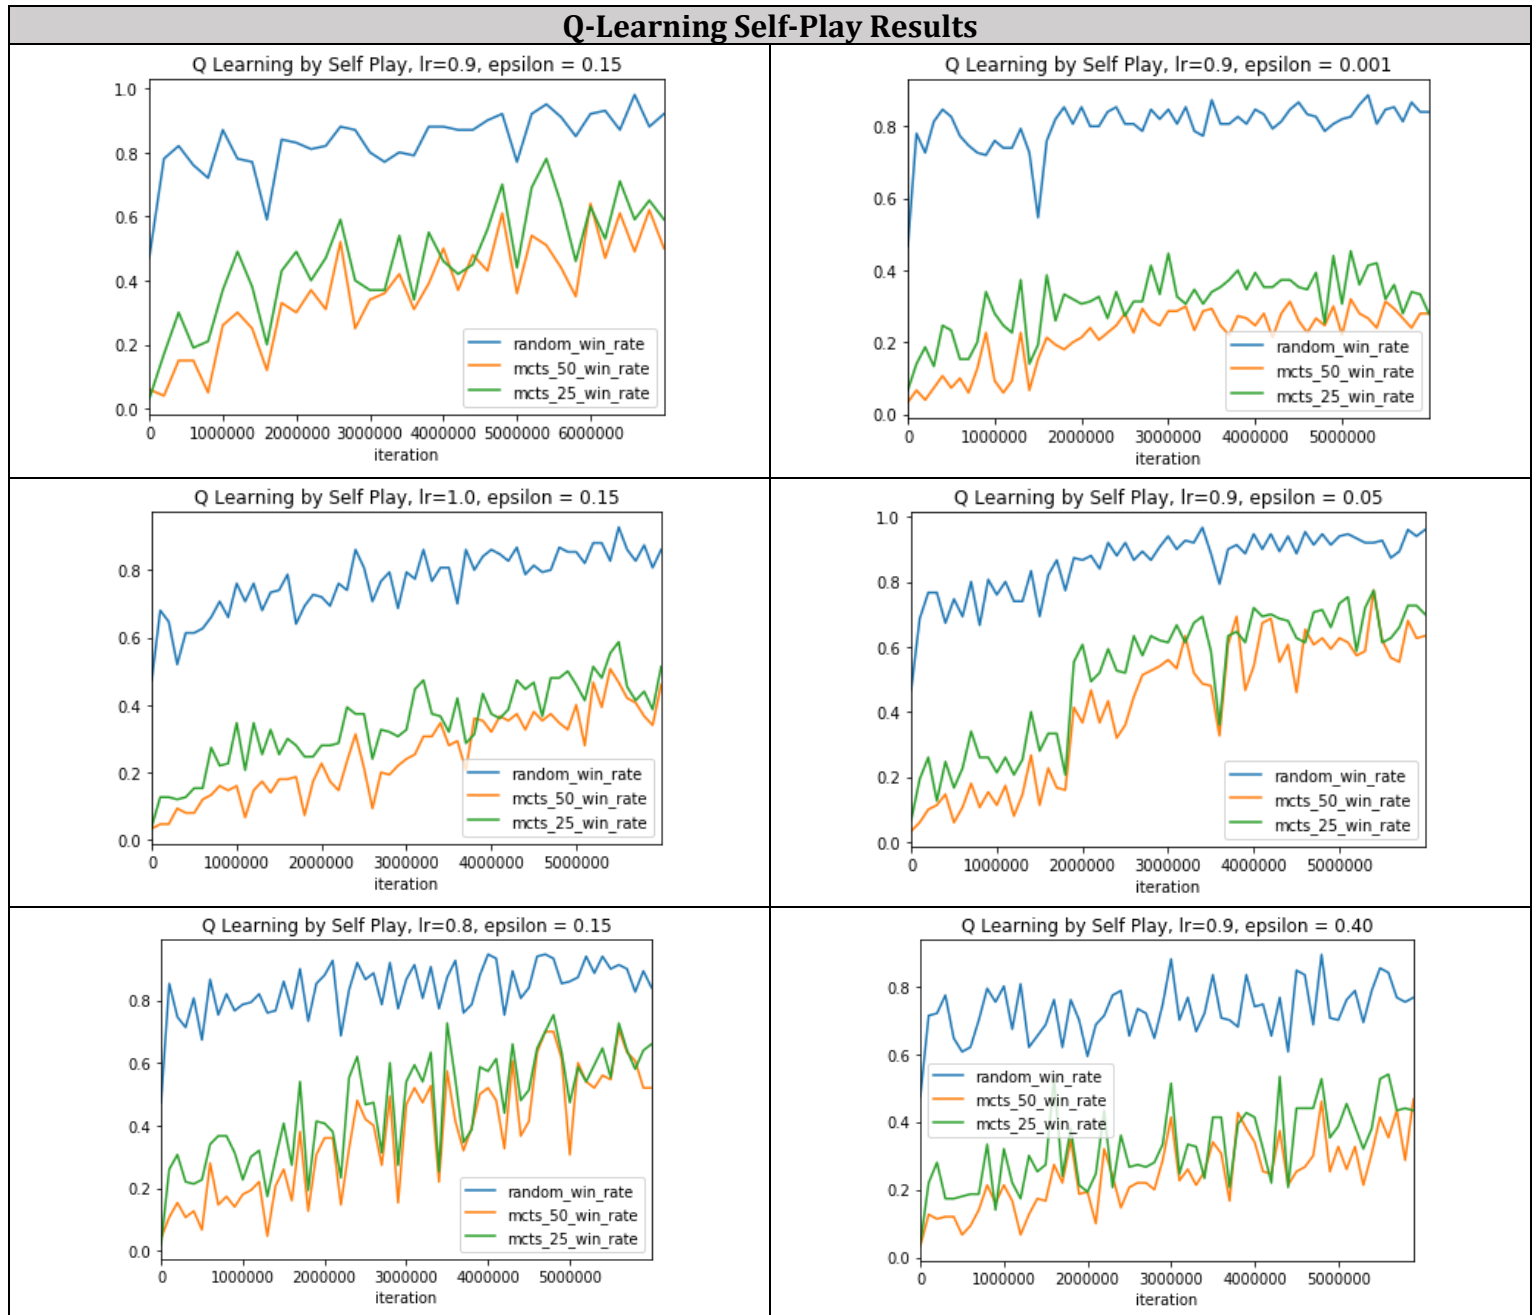 Q-Learning Self-Play Results
Q Learning by Self Play, lr=0.9, epsilon = 0.15
1.0
0.8
0.6
0.4
0.2
0.0
random_win_rate
mcts_50_win_rate
mcts_25_win_rate
0 1000000 2000000 3000000 4000000 5000000 6000000
iteration
Q Learning by Self Play, lr=0.9, epsilon = 0.001
0.8
0.6
0.4
0.2
0.0
random_win_rate
mcts_50_win_rate
mcts_25_win_rate
0 1000000 2000000 3000000 4000000 5000000
iteration
Q Learning by Self Play, lr=1.0, epsilon = 0.15
0.8
0.6
0.4
0.2
0.0
random_win_rate
mcts_50_win_rate
mcts_25_win_rate
0 1000000 2000000 3000000 4000000 5000000
iteration
Q Learning by Self Play, lr=0.9, epsilon = 0.05
1.0
0.8
0.6
0.4
0.2
0.0
random_win_rate
mcts_50_win_rate
mcts_25_win_rate
0 1000000 2000000 3000000 4000000 5000000
iteration
Q Learning by Self Play, lr=0.8, epsilon = 0.15
0.8
0.6
0.4
0.2
0.0
random_win_rate
mcts_50_win_rate
mcts_25_win_rate
0 1000000 2000000 3000000 4000000 5000000
iteration
Q Learning by Self Play, lr=0.9, epsilon = 0.40
0.8
0.6
0.4
0.2
0.0
random_win_rate
mcts_50_win_rate
mcts_25_win_rate
0 1000000 2000000 3000000 4000000 5000000
iteration